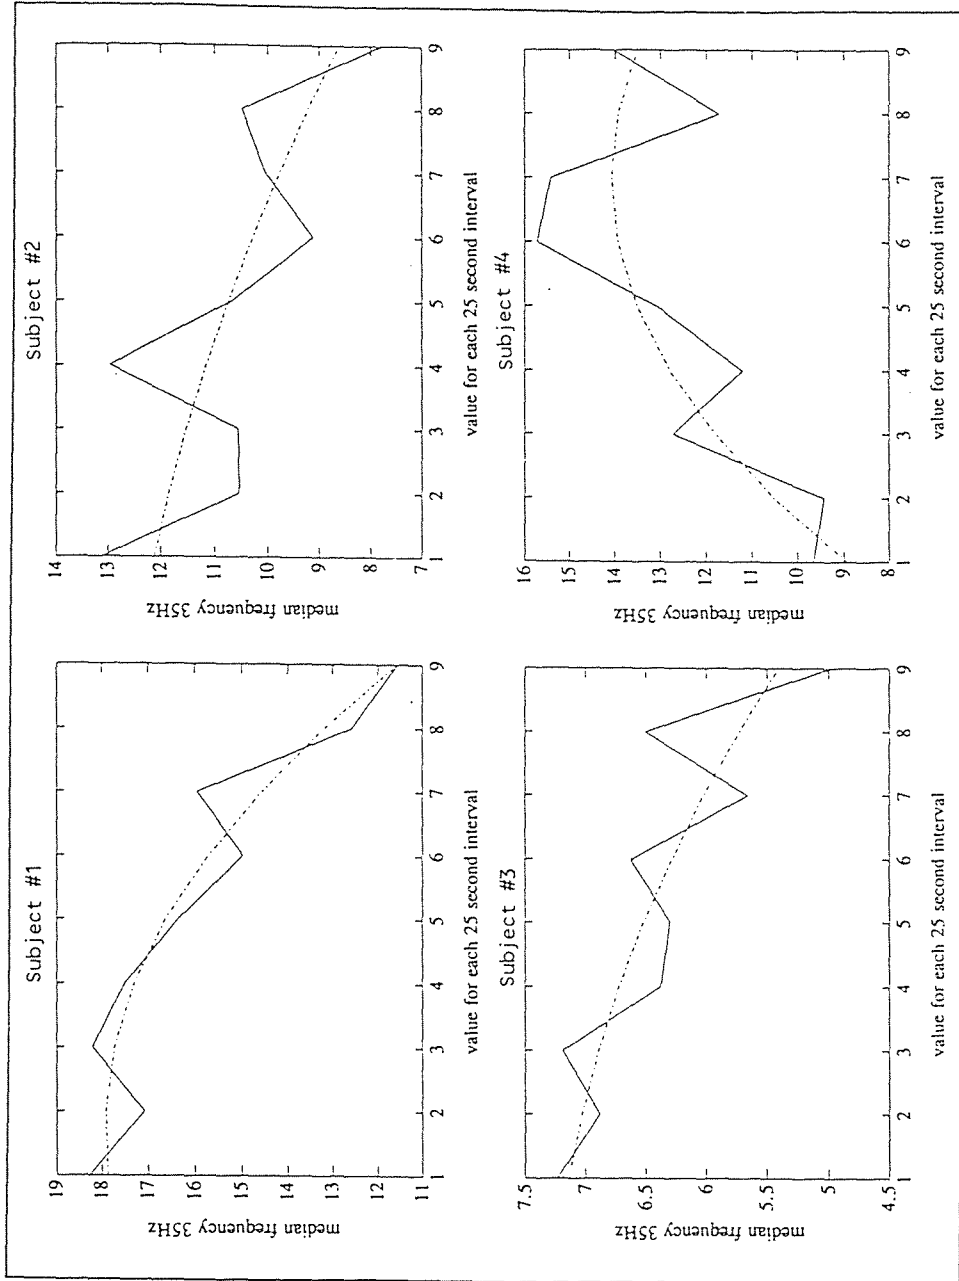 Subject #1
19
18
17
16
15
14
13
12
11
median frequency 35Hz
1 2 3 4 5 6 7 8 9
value for each 25 second interval
Subject #2
14
13
12
11
10
9
8
7
median frequency 35Hz
1 2 3 4 5 6 7 8 9
value for each 25 second interval
Subject #3
7.5
7
6.5
6
5.5
5
4.5
median frequency 35Hz
1 2 3 4 5 6 7 8 9
value for each 25 second interval
Subject #4
16
15
14
13
12
11
10
9
8
median frequency 35Hz
1 2 3 4 5 6 7 8 9
value for each 25 second interval